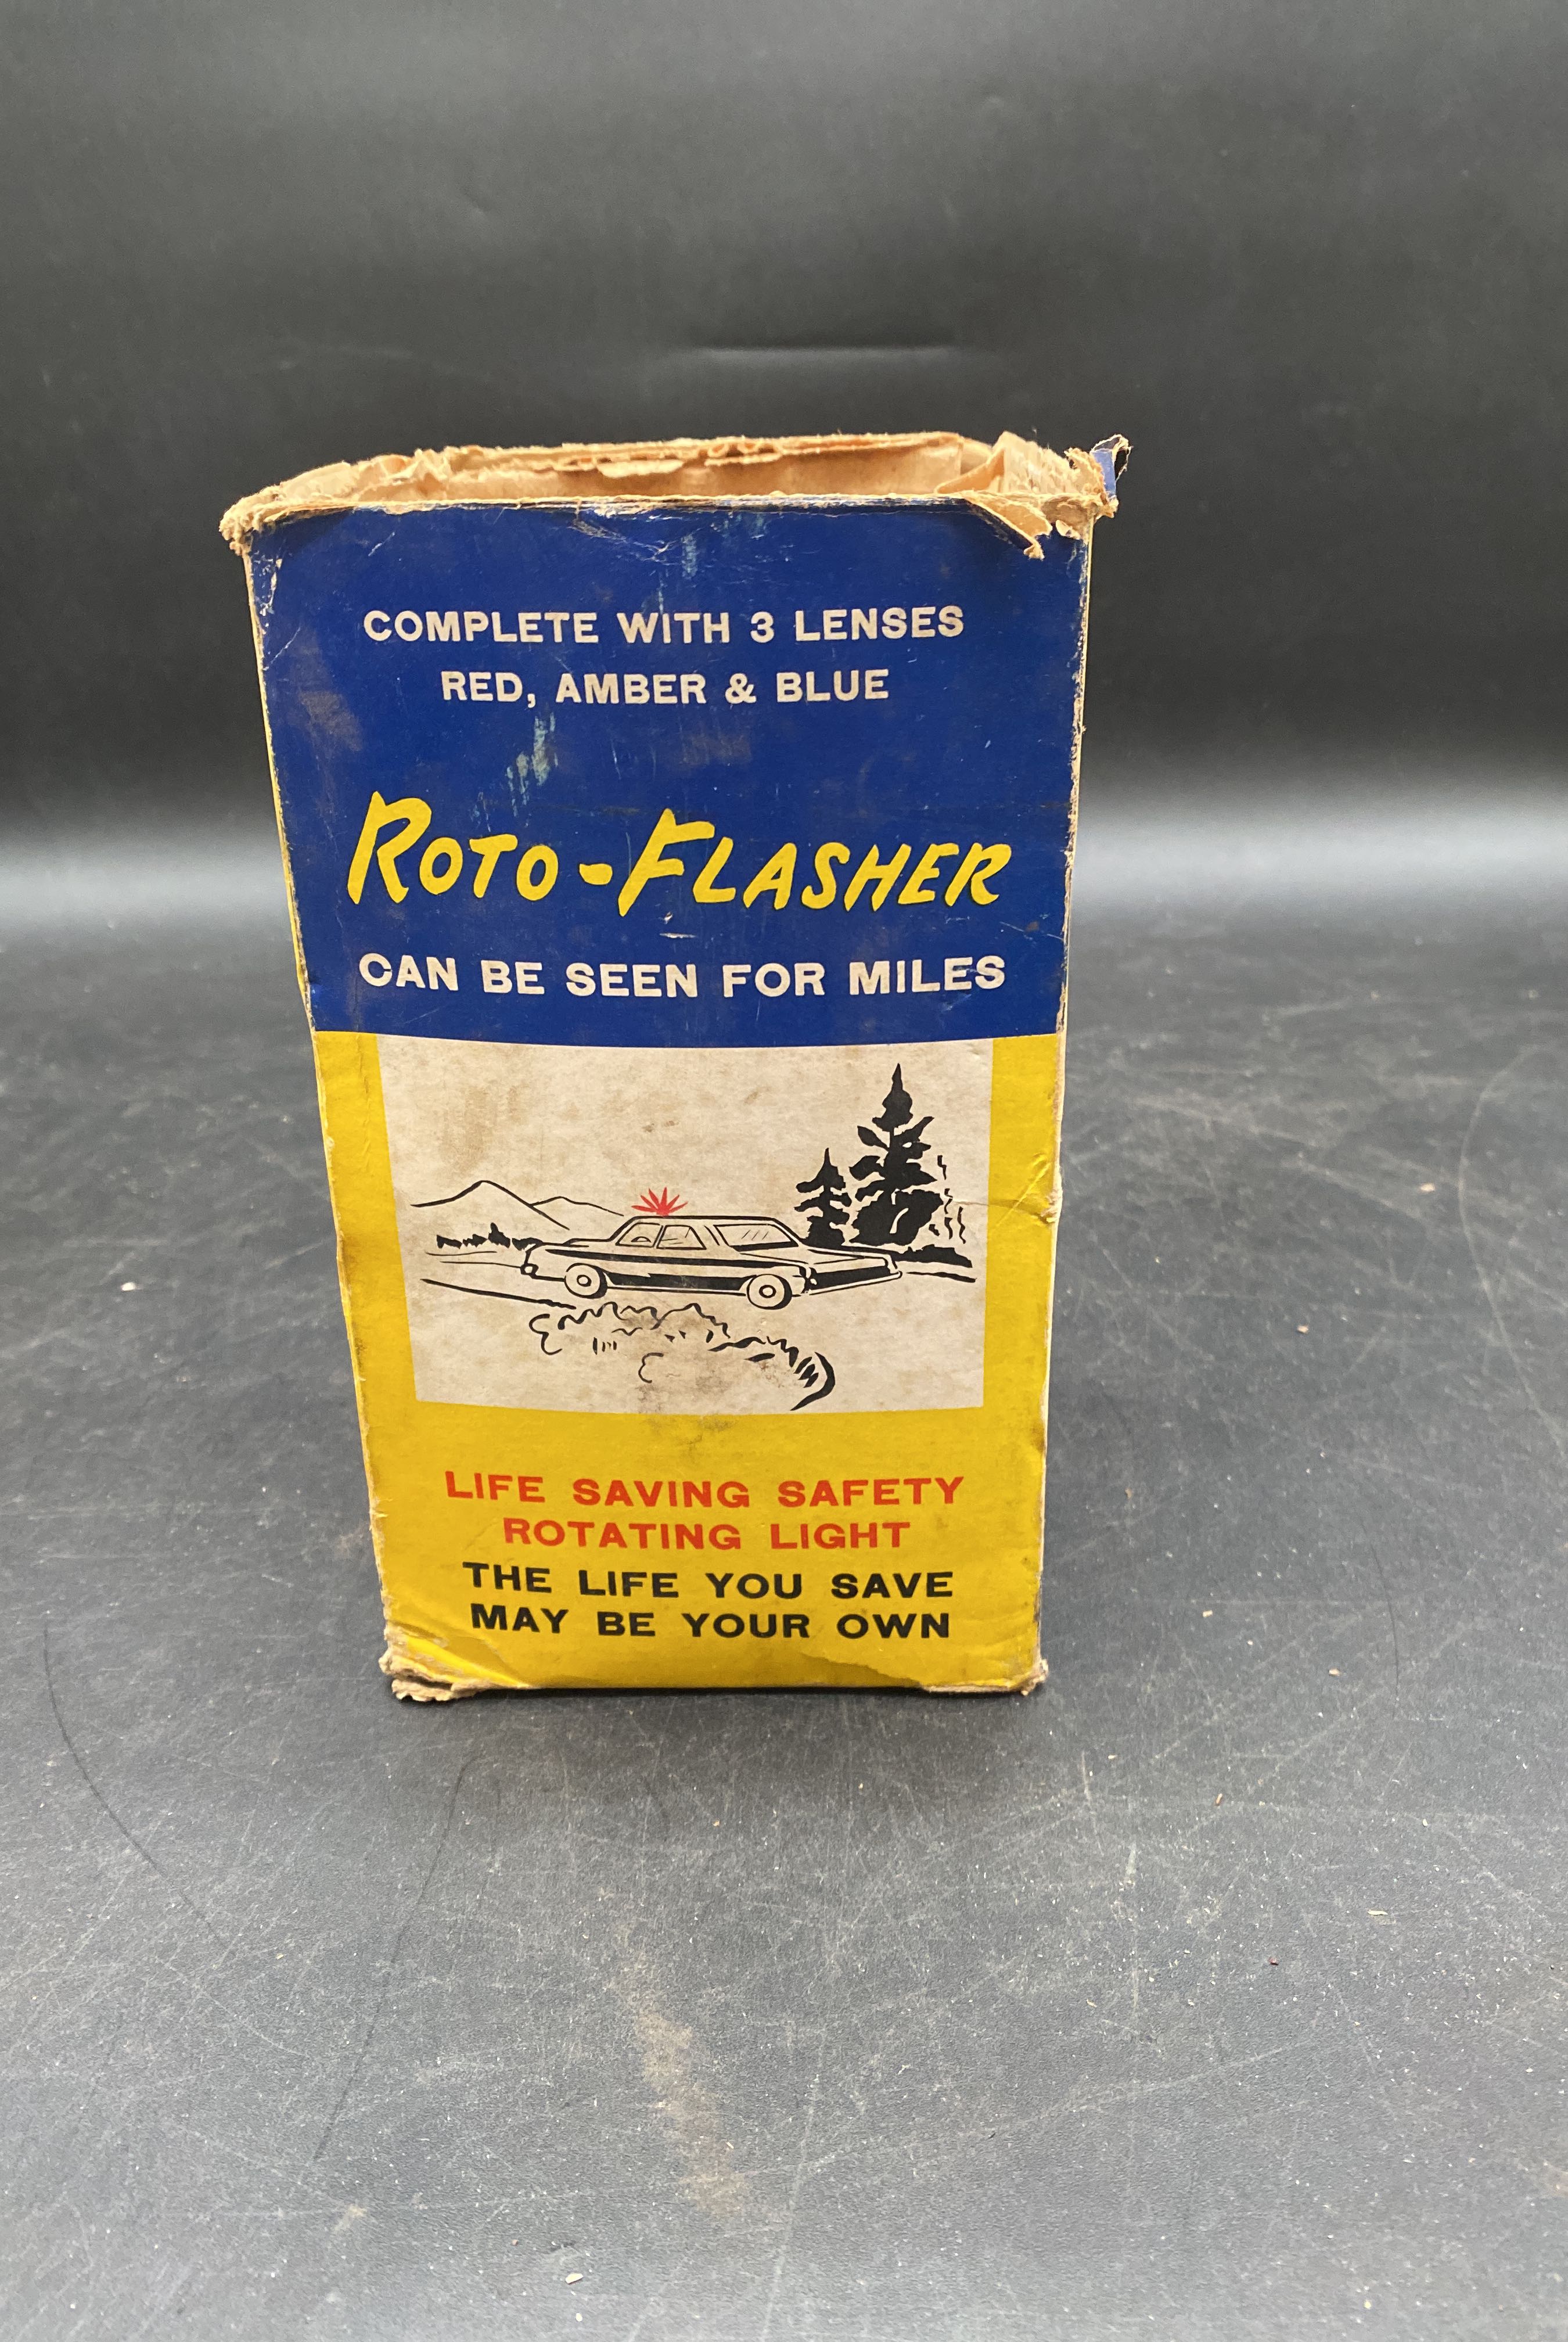 COMPLETE WITH 3 LENSES
RED, AMBER & BLUE
ROTO-FLASHER
CAN BE SEEN FOR MILES
LIFE SAVING SAFETY
ROTATING LIGHT
THE LIFE YOU SAVE
MAY BE YOUR OWN